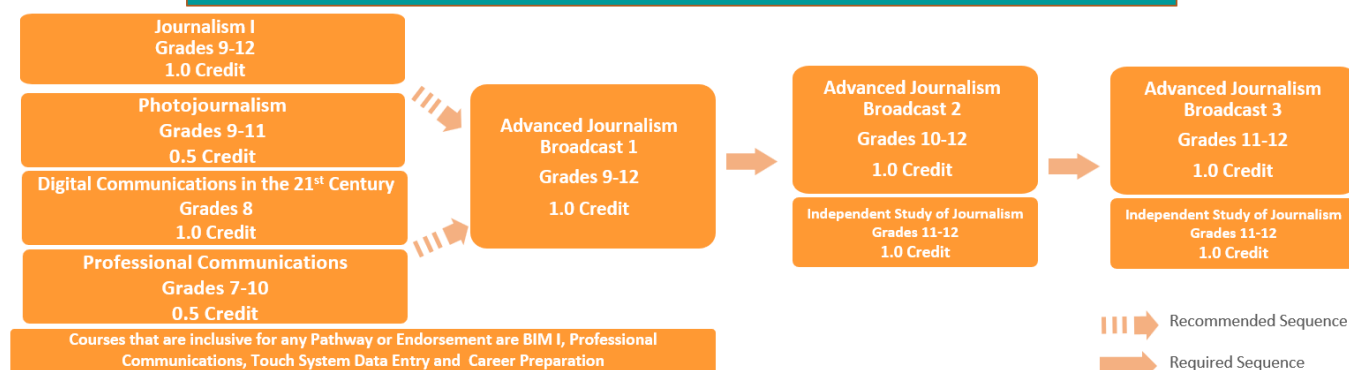 Journalism I
Grades 9-12
1.0 Credit
Photojournalism
Grades 9-11
0.5 Credit
Digital Communications in the 21st Century
Grades 8
1.0 Credit
Professional Communications
Grades 7-10
0.5 Credit
Courses that are inclusive for any Pathway or Endorsement are BIM I, Professional
Communications, Touch System Data Entry and Career Preparation
Advanced Journalism
Broadcast 1
Grades 9-12
1.0 Credit
Advanced Journalism
Broadcast 2
Grades 10-12
1.0 Credit
Independent Study of Journalism
Grades 11-12
1.0 Credit
Advanced Journalism
Broadcast 3
Grades 11-12
1.0 Credit
Independent Study of Journalism
Grades 11-12
1.0 Credit
Recommended Sequence
Required Sequence